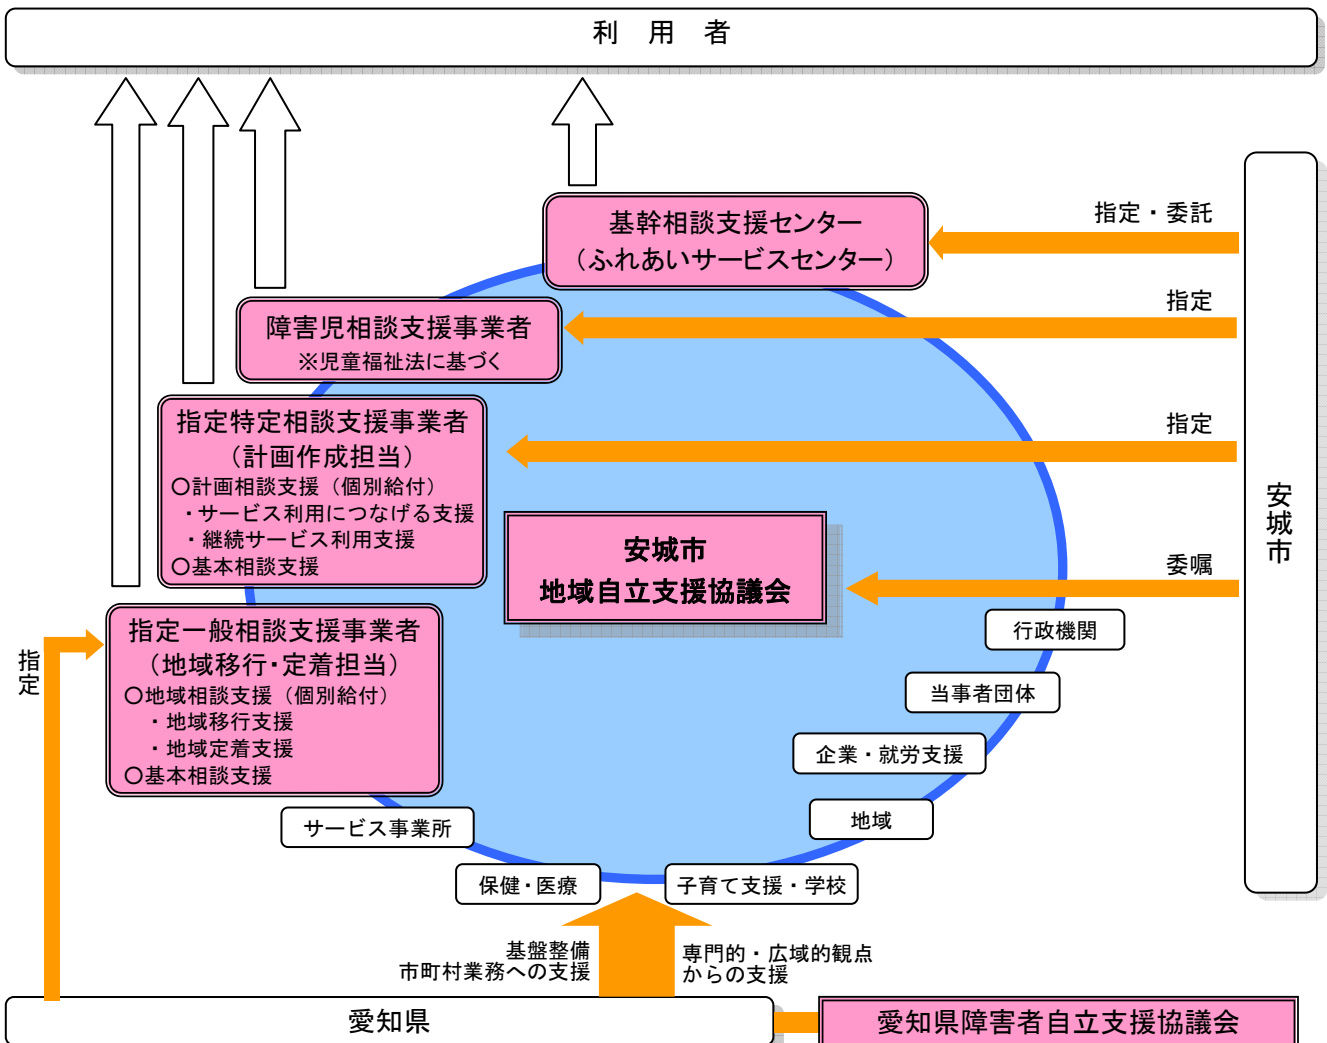 利　用　者
基幹相談支援センター
（ふれあいサービスセンター）
指定・委託
障害児相談支援事業者
※児童福祉法に基づく
指定
指定特定相談支援事業者
（計画作成担当）
○計画相談支援（個別給付）
・サービス利用につなげる支援
・継続サービス利用支援
○基本相談支援
指定
安城市
安城市
地域自立支援協議会
委嘱
指定一般相談支援事業者
（地域移行・定着担当）
○地域相談支援（個別給付）
・地域移行支援
・地域定着支援
○基本相談支援
指定
行政機関
当事者団体
企業・就労支援
地域
サービス事業所
保健・医療
子育て支援・学校
基盤整備
市町村業務への支援
専門的・広域的観点
からの支援
愛知県
愛知県障害者自立支援協議会